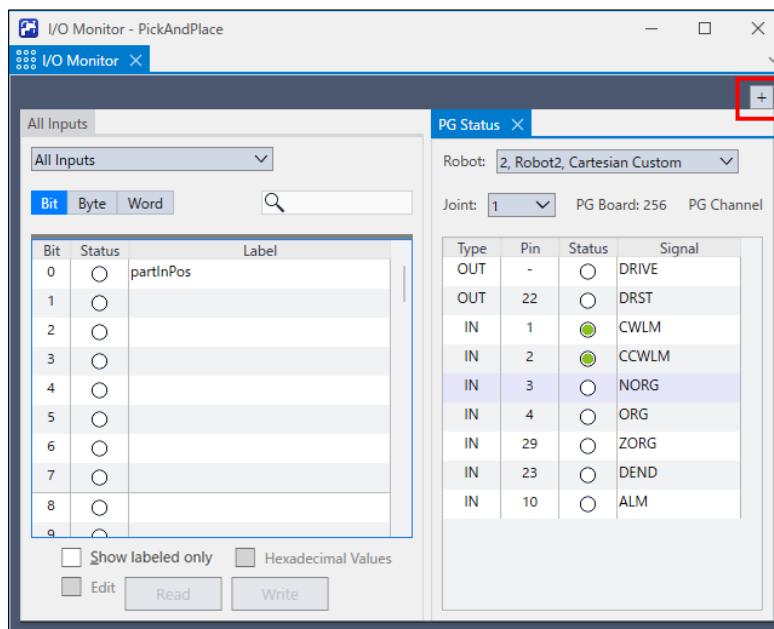 I/O Monitor - PickAndPlace
I/O Monitor
+
All Inputs
All Inputs
Bit Byte Word
Bit Status Label
0 partInPos
1
2
3
4
5
6
7
8
9
Show labeled only Hexadecimal Values
Edit Read Write
PG Status
Robot: 2, Robot2, Cartesian Custom
Joint: 1 PG Board: 256 PG Channel
Type Pin Status Signal
OUT - DRIVE
OUT 22 DRST
IN 1 CWLM
IN 2 CCWLM
IN 3 NORG
IN 4 ORG
IN 29 ZORG
IN 23 DEND
IN 10 ALM